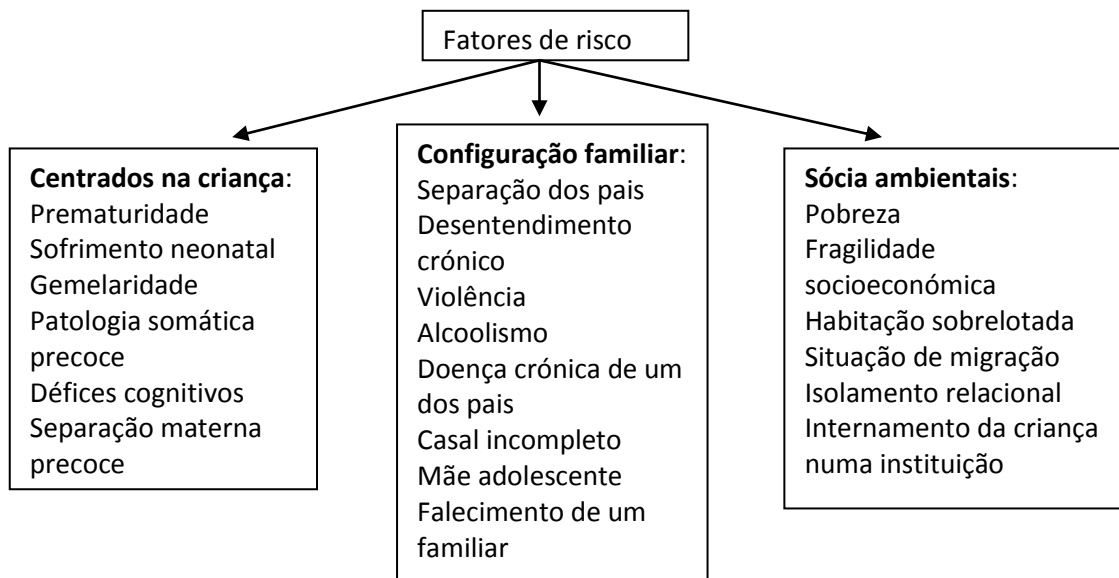 Fatores de risco
Centrados na criança:
Prematuridade
Sofrimento neonatal
Gemelaridade
Patologia somática
precoce
Défices cognitivos
Separação materna
precoce
Configuração familiar:
Separação dos pais
Desentendimento
crónico
Violência
Alcoolismo
Doença crónica de um
dos pais
Casal incompleto
Mãe adolescente
Falecimento de um
familiar
Sócia ambientais:
Pobreza
Fragilidade
socioeconómica
Habitação sobrelotada
Situação de migração
Isolamento relacional
Internamento da criança
numa instituição